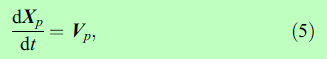 dX_p/dt = V_p, (5)